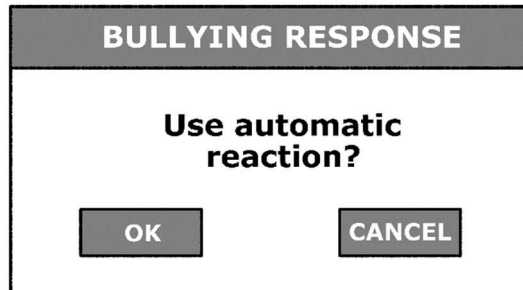 BULLYING RESPONSE
Use automatic
reaction?
OK
CANCEL